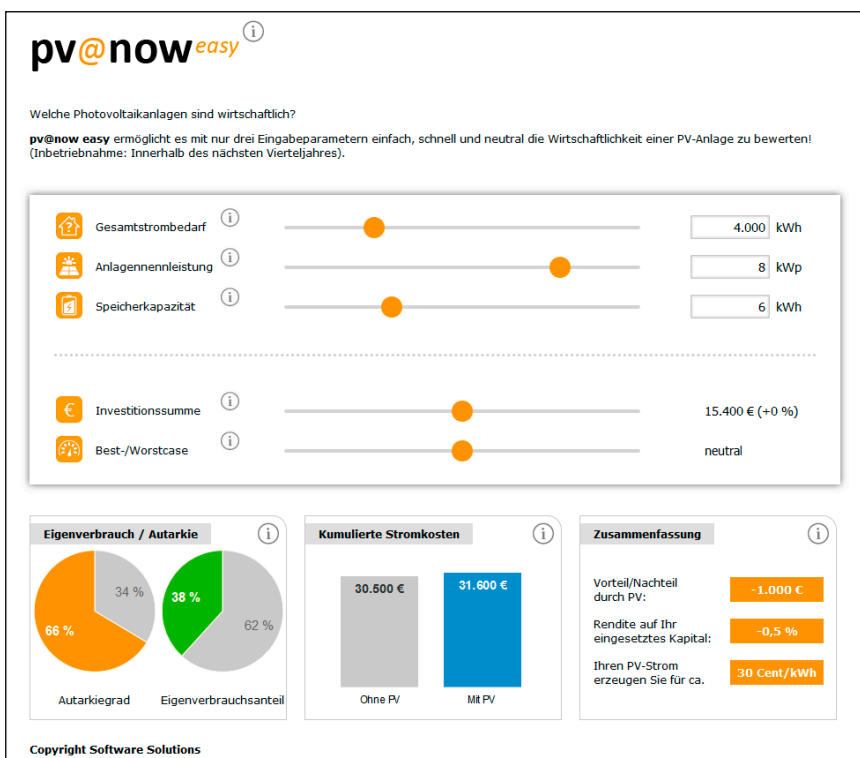 pv@now easy i
Welche Photovoltaikanlagen sind wirtschaftlich?
pv@now easy ermöglicht es mit nur drei Eingabeparametern einfach, schnell und neutral die Wirtschaftlichkeit einer PV-Anlage zu bewerten!
(Inbetriebnahme: Innerhalb des nächsten Vierteljahres).
? Gesamtstrombedarf i 4.000 kWh
Anlagennennleistung i 8 kWp
Speicherkapazität i 6 kWh
€ Investitionssumme i 15.400 € (+0 %)
Best-/Worstcase i neutral
Eigenverbrauch / Autarkie i
34 %
66 %
38 %
62 %
Autarkiegrad Eigenverbrauchsanteil
Kumulierte Stromkosten i
30.500 € 31.600 €
Ohne PV Mit PV
Zusammenfassung i
Vorteil/Nachteil
durch PV:
-1.000 €
Rendite auf Ihr
eingesetztes Kapital:
-0,5 %
Ihren PV-Strom
erzeugen Sie für ca.
30 Cent/kWh
Copyright Software Solutions